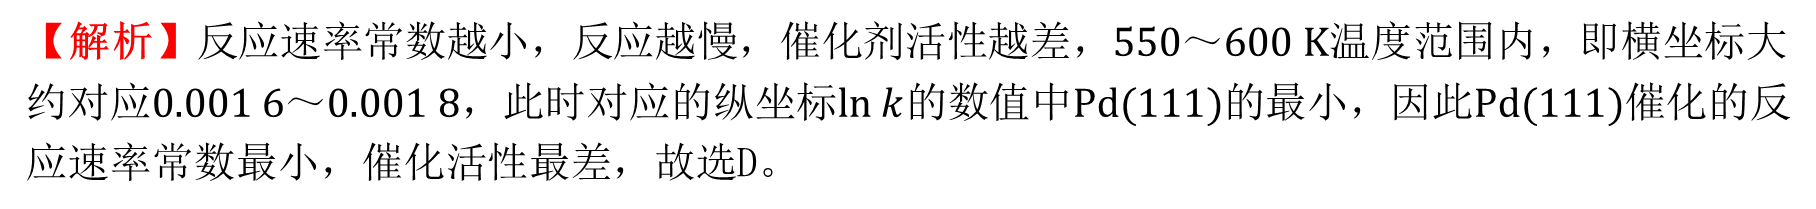 【解析】反应速率常数越小，反应越慢，催化剂活性越差，550～600 K温度范围内，即横坐标大
约对应0.001 6～0.001 8，此时对应的纵坐标ln k的数值中Pd(111)的最小，因此Pd(111)催化的反
应速率常数最小，催化活性最差，故选D。